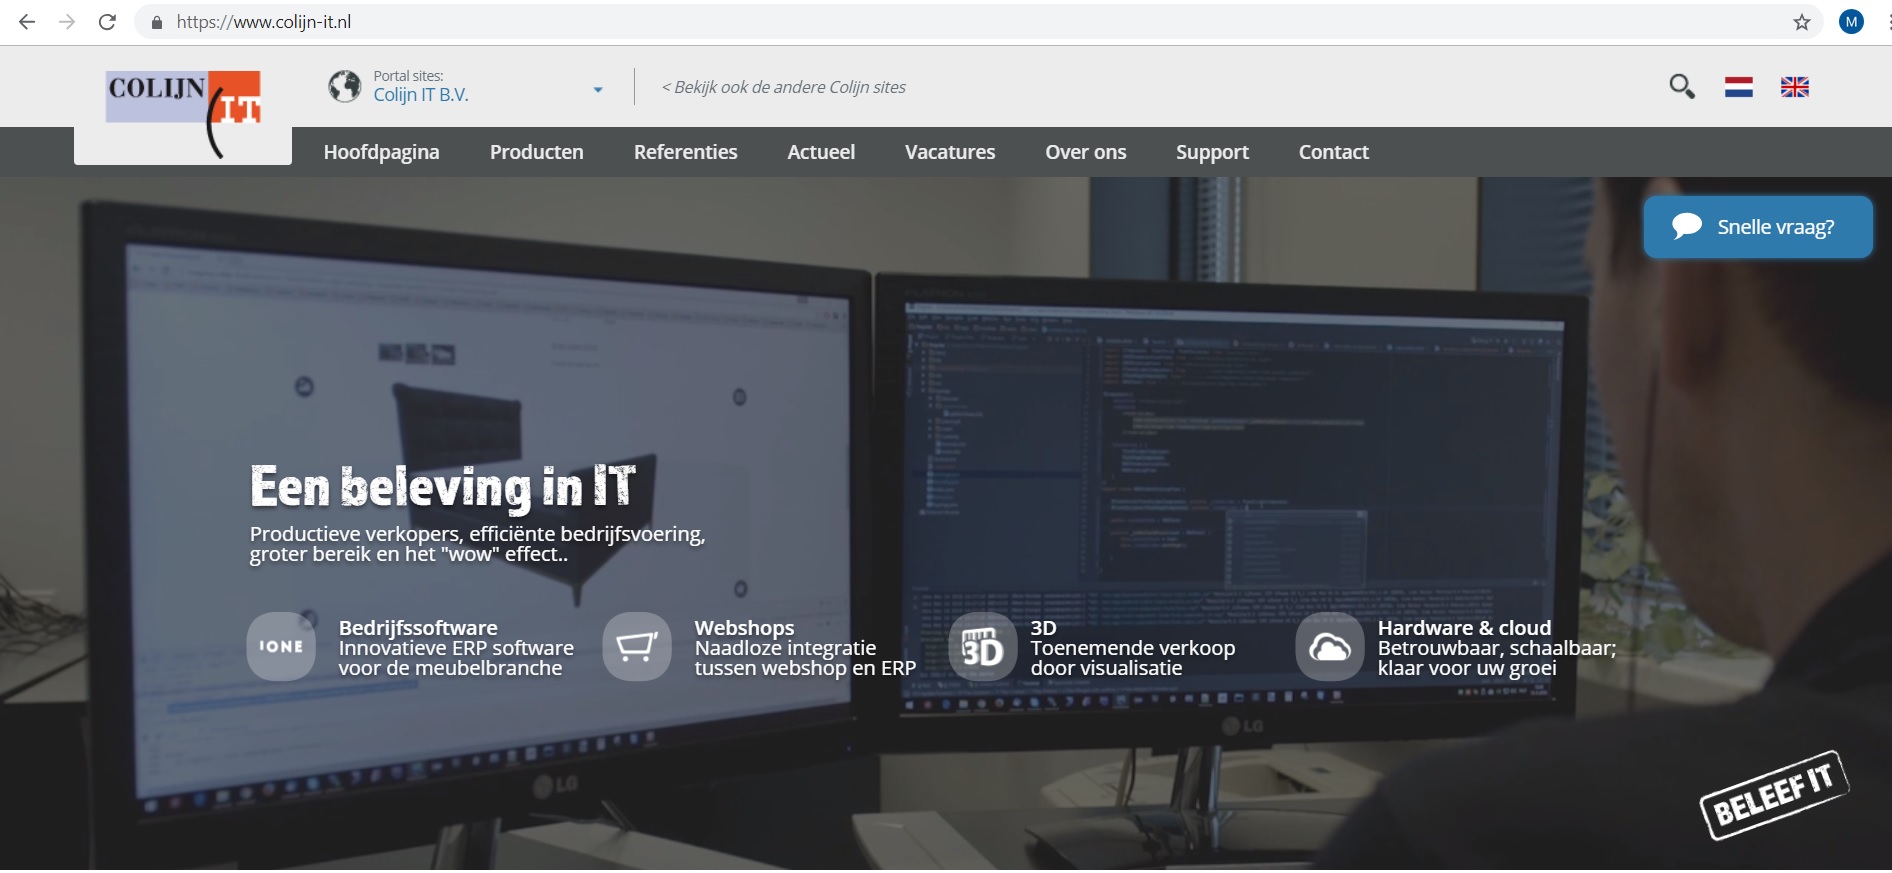 https://www.colijn-it.nl
M
COLIJN IT
Portal sites:
Colijn IT B.V.
< Bekijk ook de andere Colijn sites
Hoofdpagina Producten Referenties Actueel Vacatures Over ons Support Contact
Snelle vraag?
Een beleving in IT
Productieve verkopers, efficiënte bedrijfsvoering,
groter bereik en het "wow" effect..
IONE
Bedrijfssoftware
Innovatieve ERP software
voor de meubelbranche
Webshops
Naadloze integratie
tussen webshop en ERP
3D
3D
Toenemende verkoop
door visualisatie
Hardware & cloud
Betrouwbaar, schaalbaar;
klaar voor uw groei
LG
LG
BELEEF IT